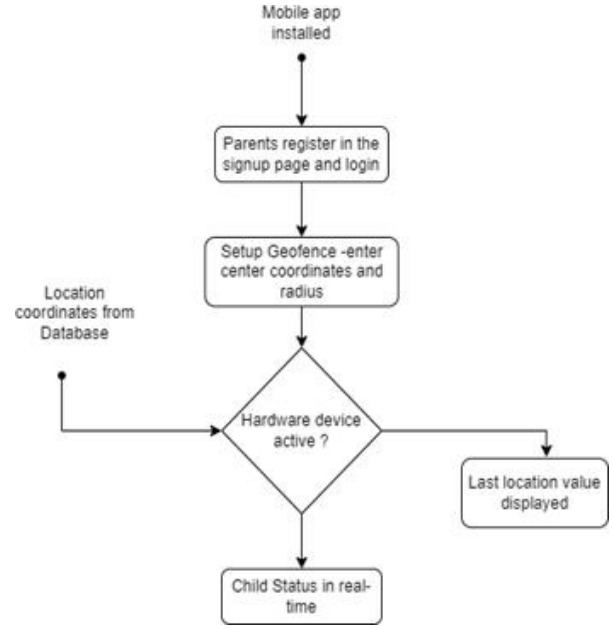 Mobile app
installed
Parents register in the
signup page and login
Setup Geofence -enter
center coordinates and
radius
Location
coordinates from
Database
Hardware device
active ?
Last location value
displayed
Child Status in real-
time